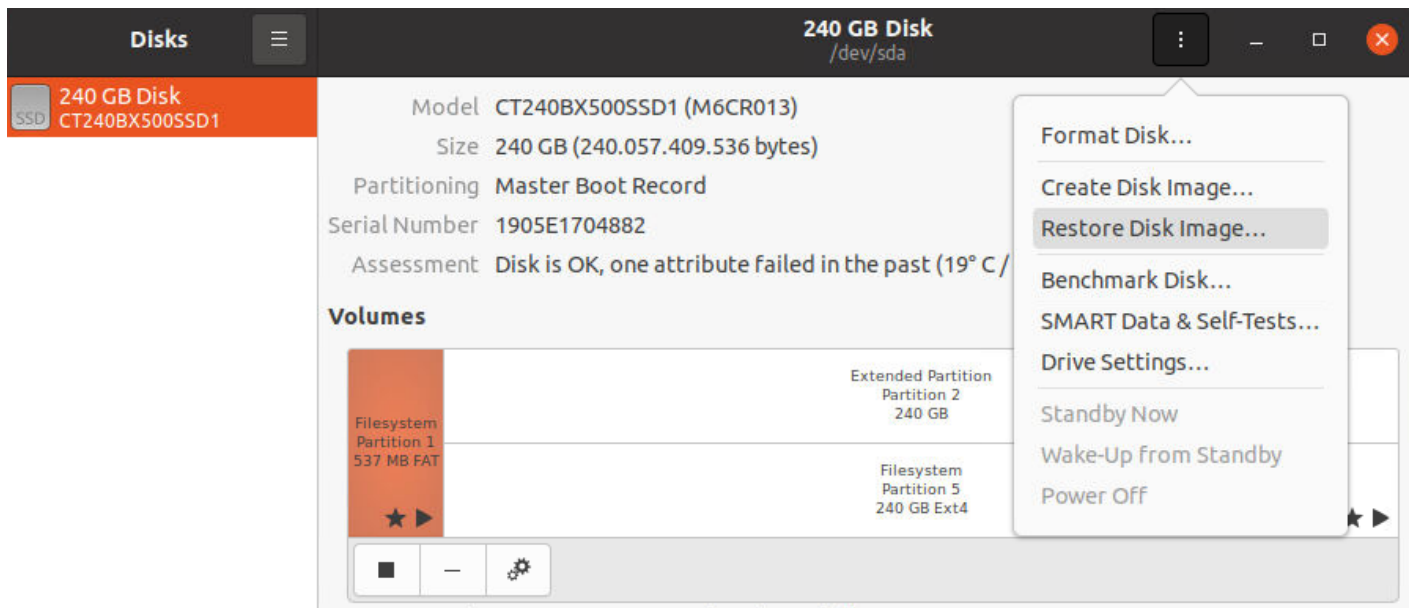 Disks
240 GB Disk
/dev/sda
SSD
240 GB Disk
CT240BX500SSD1
Model CT240BX500SSD1 (M6CR013)
Size 240 GB (240.057.409.536 bytes)
Partitioning Master Boot Record
Serial Number 1905E1704882
Assessment Disk is OK, one attribute failed in the past (19° C /
Volumes
Filesystem
Partition 1
537 MB FAT
Extended Partition
Partition 2
240 GB
Filesystem
Partition 5
240 GB Ext4
Format Disk...
Create Disk Image...
Restore Disk Image...
Benchmark Disk...
SMART Data & Self-Tests...
Drive Settings...
Standby Now
Wake-Up from Standby
Power Off